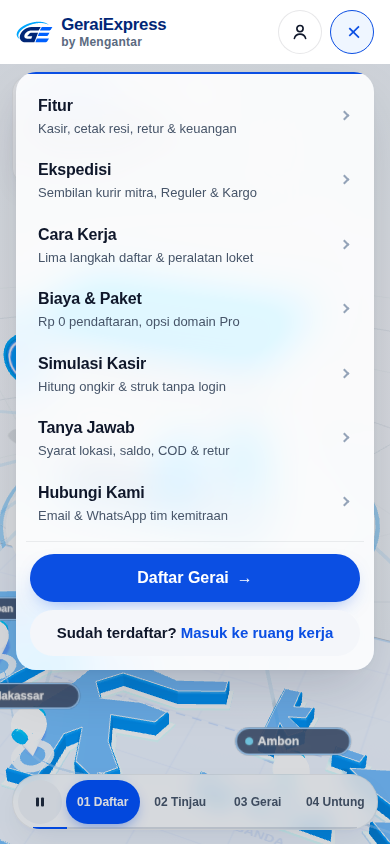 GeraiExpress
by Mengantar
Fitur
Kasir, cetak resi, retur & keuangan
Ekspedisi
Sembilan kurir mitra, Reguler & Kargo
Cara Kerja
Lima langkah daftar & peralatan loket
Biaya & Paket
Rp 0 pendaftaran, opsi domain Pro
Simulasi Kasir
Hitung ongkir & struk tanpa login
Tanya Jawab
Syarat lokasi, saldo, COD & retur
Hubungi Kami
Email & WhatsApp tim kemitraan
Daftar Gerai →
Sudah terdaftar? Masuk ke ruang kerja
Ambon
01 Daftar 02 Tinjau 03 Gerai 04 Untung